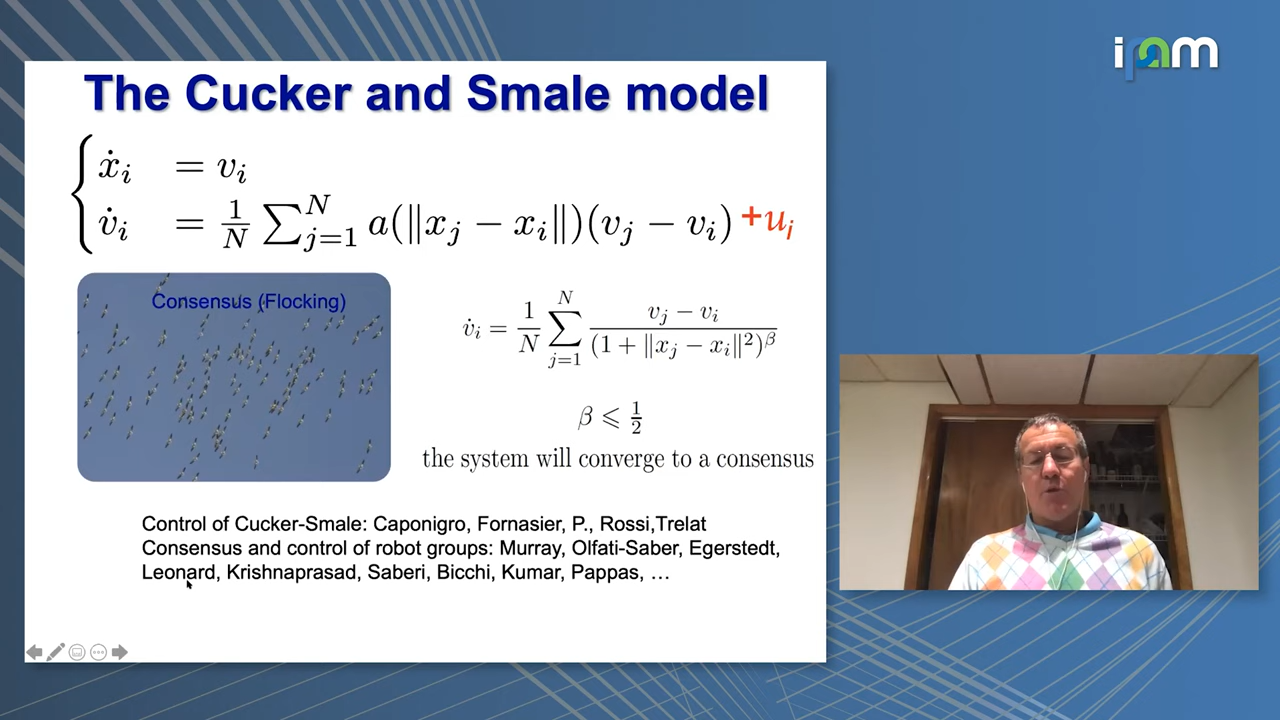 ipam
The Cucker and Smale model
ẋᵢ = vᵢ
v̇ᵢ = 1/N ∑ⱼ₌₁ᴺ a(‖xⱼ − xᵢ‖)(vⱼ − vᵢ) +uᵢ
Consensus (Flocking)
v̇ᵢ = 1/N ∑ⱼ₌₁ᴺ (vⱼ − vᵢ)/(1 + ‖xⱼ − xᵢ‖²)^β
β ⩽ 1/2
the system will converge to a consensus
Control of Cucker-Smale: Caponigro, Fornasier, P., Rossi,Trelat
Consensus and control of robot groups: Murray, Olfati-Saber, Egerstedt,
Leonard, Krishnaprasad, Saberi, Bicchi, Kumar, Pappas, …